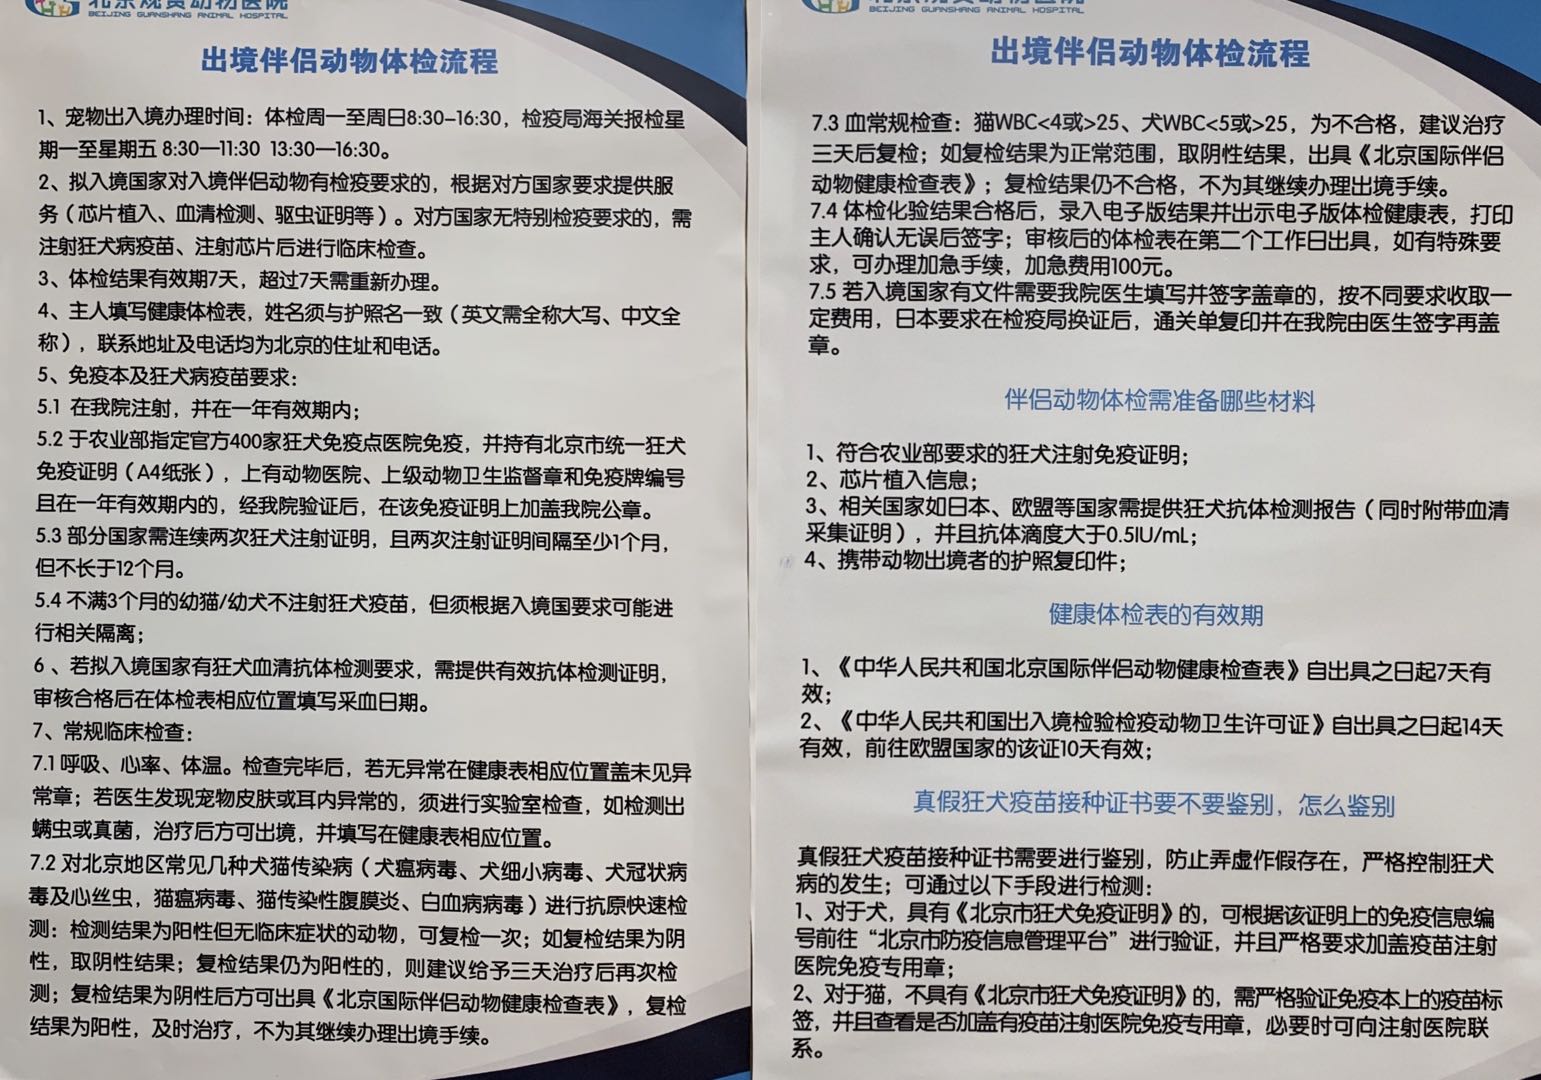 北京观赏动物医院
BEIJING GUANSHANG ANIMAL HOSPITAL
出境伴侣动物体检流程
1、宠物出入境办理时间：体检周一至周日8:30-16:30，检疫局海关报检星
期一至星期五 8:30—11:30 13:30—16:30。
2、拟入境国家对入境伴侣动物有检疫要求的，根据对方国家要求提供服
务（芯片植入、血清检测、驱虫证明等）。对方国家无特别检疫要求的，需
注射狂犬病疫苗、注射芯片后进行临床检查。
3、体检结果有效期7天，超过7天需重新办理。
4、主人填写健康体检表，姓名须与护照名一致（英文需全称大写、中文全
称），联系地址及电话均为北京的住址和电话。
5、免疫本及狂犬病疫苗要求：
5.1 在我院注射，并在一年有效期内；
5.2 于农业部指定官方400家狂犬免疫点医院免疫，并持有北京市统一狂犬
免疫证明（A4纸张），上有动物医院、上级动物卫生监督章和免疫牌编号
且在一年有效期内的，经我院验证后，在该免疫证明上加盖我院公章。
5.3 部分国家需连续两次狂犬注射证明，且两次注射证明间隔至少1个月，
但不长于12个月。
5.4 不满3个月的幼猫/幼犬不注射狂犬疫苗，但须根据入境国要求可能进
行相关隔离；
6 、若拟入境国家有狂犬血清抗体检测要求，需提供有效抗体检测证明，
审核合格后在体检表相应位置填写采血日期。
7、常规临床检查：
7.1 呼吸、心率、体温。检查完毕后，若无异常在健康表相应位置盖未见异
常章；若医生发现宠物皮肤或耳内异常的，须进行实验室检查，如检测出
螨虫或真菌，治疗后方可出境，并填写在健康表相应位置。
7.2 对北京地区常见几种犬猫传染病（犬瘟病毒、犬细小病毒、犬冠状病
毒及心丝虫，猫瘟病毒、猫传染性腹膜炎、白血病病毒）进行抗原快速检
测：检测结果为阳性但无临床症状的动物，可复检一次；如复检结果为阴
性，取阴性结果；复检结果仍为阳性的，则建议给予三天治疗后再次检
测；复检结果为阴性后方可出具《北京国际伴侣动物健康检查表》，复检
结果为阳性，及时治疗，不为其继续办理出境手续。
北京观赏动物医院
BEIJING GUANSHANG ANIMAL HOSPITAL
出境伴侣动物体检流程
7.3 血常规检查：猫WBC<4或>25、犬WBC<5或>25，为不合格，建议治疗
三天后复检；如复检结果为正常范围，取阴性结果，出具《北京国际伴侣
动物健康检查表》；复检结果仍不合格，不为其继续办理出境手续。
7.4 体检化验结果合格后，录入电子版结果并出示电子版体检健康表，打印
主人确认无误后签字；审核后的体检表在第二个工作日出具，如有特殊要
求，可办理加急手续，加急费用100元。
7.5 若入境国家有文件需要我院医生填写并签字盖章的，按不同要求收取一
定费用，日本要求在检疫局换证后，通关单复印并在我院由医生签字再盖
章。
伴侣动物体检需准备哪些材料
1、符合农业部要求的狂犬注射免疫证明；
2、芯片植入信息；
3、相关国家如日本、欧盟等国家需提供狂犬抗体检测报告（同时附带血清
采集证明），并且抗体滴度大于0.5IU/mL；
4、携带动物出境者的护照复印件；
健康体检表的有效期
1、《中华人民共和国北京国际伴侣动物健康检查表》自出具之日起7天有
效；
2、《中华人民共和国出入境检验检疫动物卫生许可证》自出具之日起14天
有效，前往欧盟国家的该证10天有效；
真假狂犬疫苗接种证书要不要鉴别，怎么鉴别
真假狂犬疫苗接种证书需要进行鉴别，防止弄虚作假存在，严格控制狂犬
病的发生；可通过以下手段进行检测：
1、对于犬，具有《北京市狂犬免疫证明》的，可根据该证明上的免疫信息编
号前往“北京市防疫信息管理平台”进行验证，并且严格要求加盖疫苗注射
医院免疫专用章；
2、对于猫，不具有《北京市狂犬免疫证明》的，需严格验证免疫本上的疫苗标
签，并且查看是否加盖有疫苗注射医院免疫专用章，必要时可向注射医院联
系。